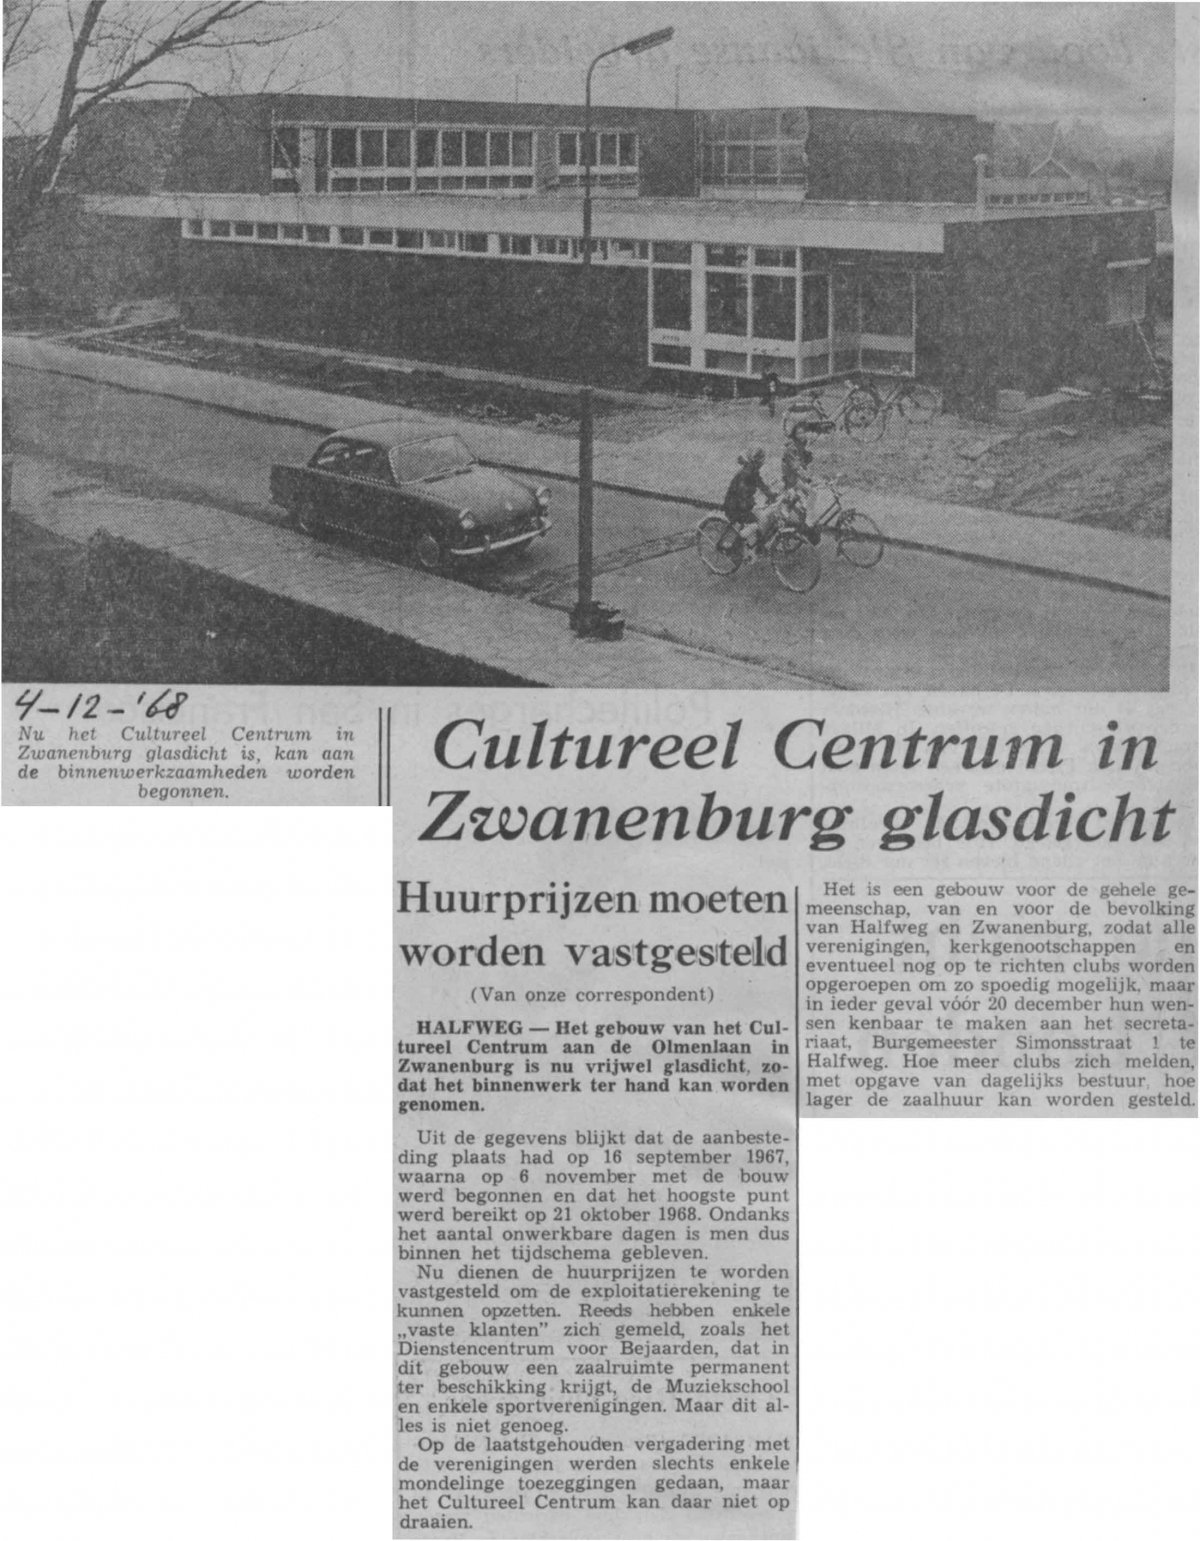 4-12-'68
Nu het Cultureel Centrum in
Zwanenburg glasdicht is, kan aan
de binnenwerkzaamheden worden
begonnen.
Cultureel Centrum in
Zwanenburg glasdicht
Huurprijzen moeten
worden vastgesteld
(Van onze correspondent)
HALFWEG — Het gebouw van het Cul-
tureel Centrum aan de Olmenlaan in
Zwanenburg is nu vrijwel glasdicht, zo-
dat het binnenwerk ter hand kan worden
genomen.
Uit de gegevens blijkt dat de aanbeste-
ding plaats had op 16 september 1967,
waarna op 6 november met de bouw
werd begonnen en dat het hoogste punt
werd bereikt op 21 oktober 1968. Ondanks
het aantal onwerkbare dagen is men dus
binnen het tijdschema gebleven.
Nu dienen de huurprijzen te worden
vastgesteld om de exploitatierekening te
kunnen opzetten. Reeds hebben enkele
„vaste klanten” zich gemeld, zoals het
Dienstencentrum voor Bejaarden, dat in
dit gebouw een zaalruimte permanent
ter beschikking krijgt, de Muziekschool
en enkele sportverenigingen. Maar dit al-
les is niet genoeg.
Op de laatstgehouden vergadering met
de verenigingen werden slechts enkele
mondelinge toezeggingen gedaan, maar
het Cultureel Centrum kan daar niet op
draaien.
Het is een gebouw voor de gehele ge-
meenschap, van en voor de bevolking
van Halfweg en Zwanenburg, zodat alle
verenigingen, kerkgenootschappen en
eventueel nog op te richten clubs worden
opgeroepen om zo spoedig mogelijk, maar
in ieder geval vóór 20 december hun wen-
sen kenbaar te maken aan het secreta-
riaat, Burgemeester Simonsstraat 1 te
Halfweg. Hoe meer clubs zich melden,
met opgave van dagelijks bestuur, hoe
lager de zaalhuur kan worden gesteld.